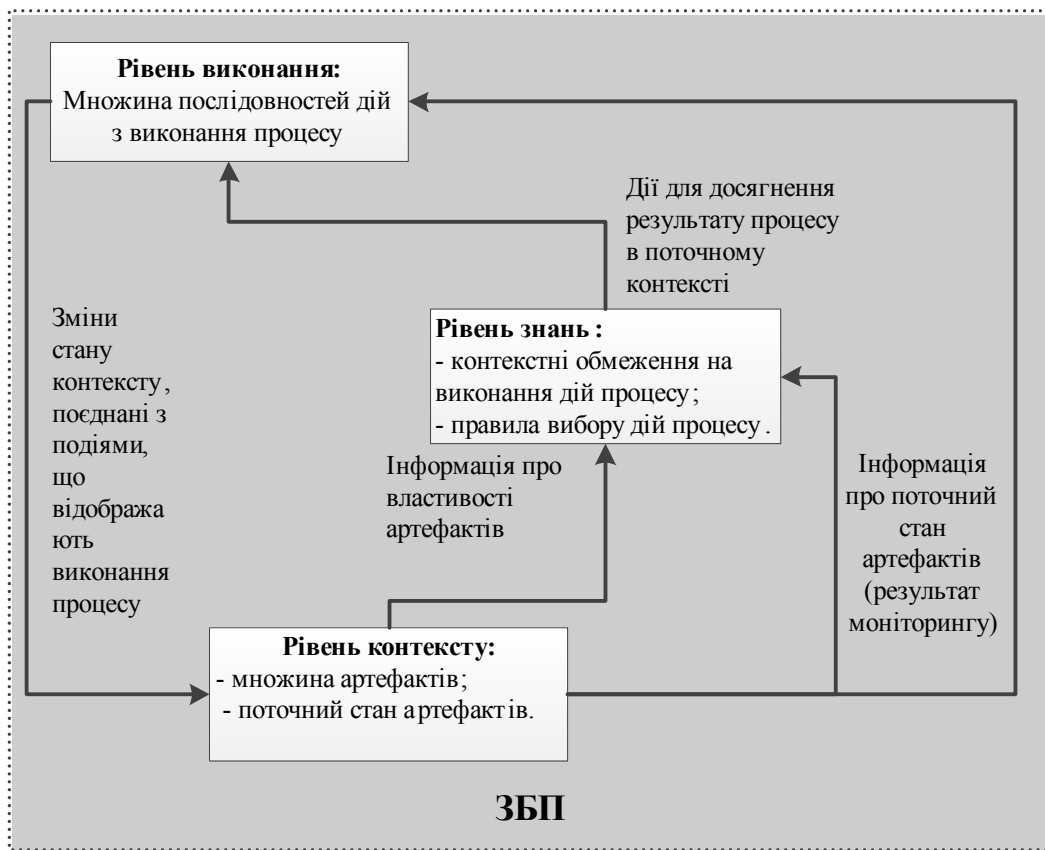 Рівень виконання:
Множина послідовностей дій
з виконання процесу
Дії для досягнення
результату процесу
в поточному
контексті
Зміни
стану
контексту,
поєднані з
подіями,
що
відобража
ють
виконання
процесу
Рівень знань :
- контекстні обмеження на
виконання дій процесу;
- правила вибору дій процесу.
Інформація про
властивості
артефактів
Інформація
про поточний
стан
артефактів
(результат
моніторингу)
Рівень контексту:
- множина артефактів;
- поточний стан артефактів.
ЗБП